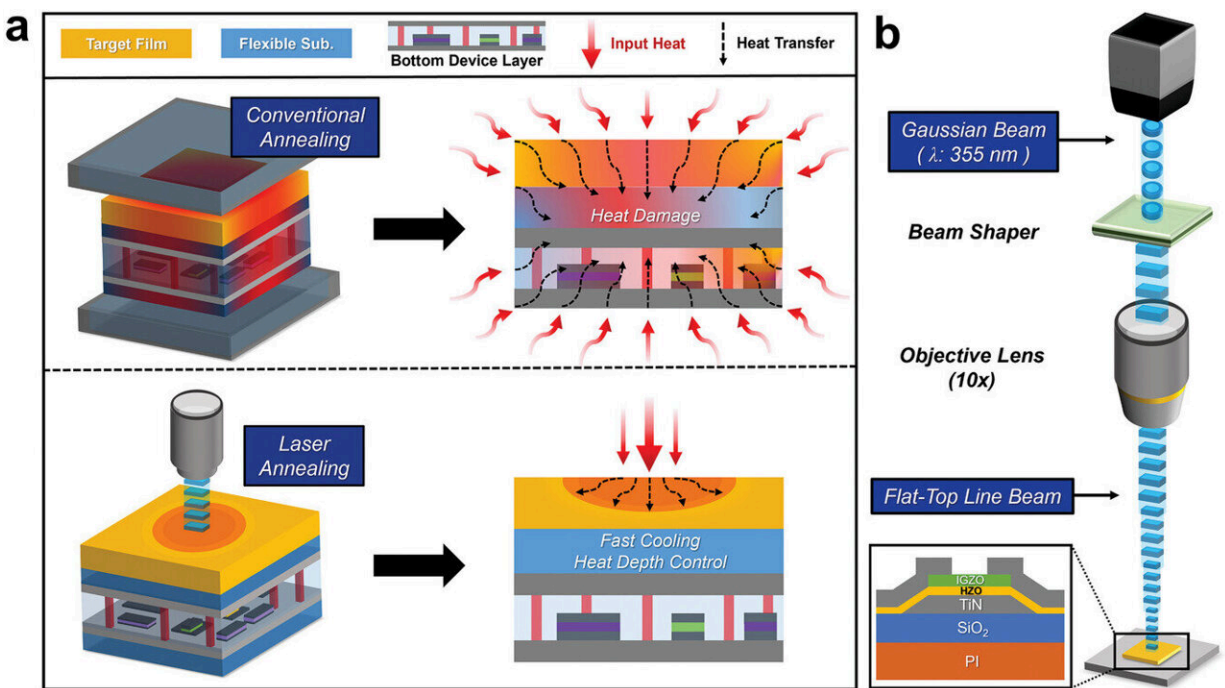 a
Target Film
Flexible Sub.
Bottom Device Layer
Input Heat
Heat Transfer
Conventional
Annealing
Heat Damage
Laser
Annealing
Fast Cooling
Heat Depth Control
b
Gaussian Beam
( λ: 355 nm )
Beam Shaper
Objective Lens
(10x)
Flat-Top Line Beam
IGZO
HZO
TiN
SiO₂
PI